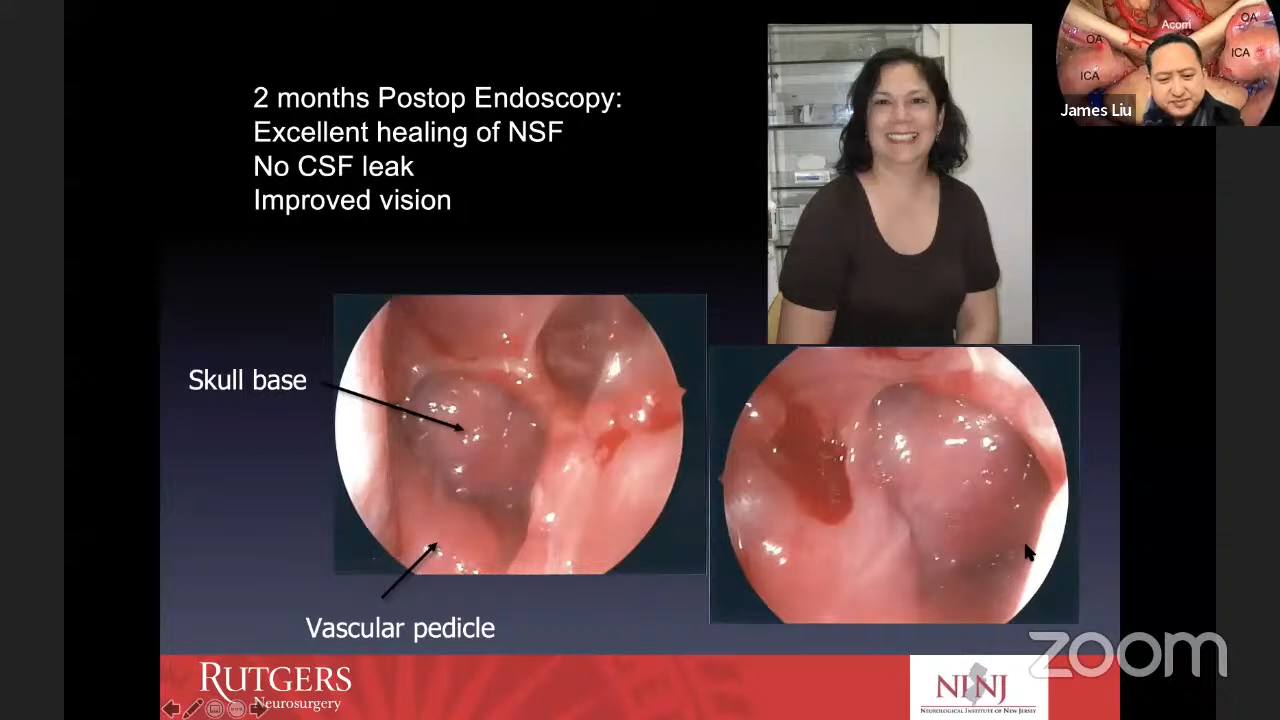 2 months Postop Endoscopy:
Excellent healing of NSF
No CSF leak
Improved vision
Acom
OA
OA
ICA
ICA
James Liu
Skull base
Vascular pedicle
RUTGERS
Neurosurgery
NINJ
NEUROLOGICAL INSTITUTE OF NEW JERSEY
zoom